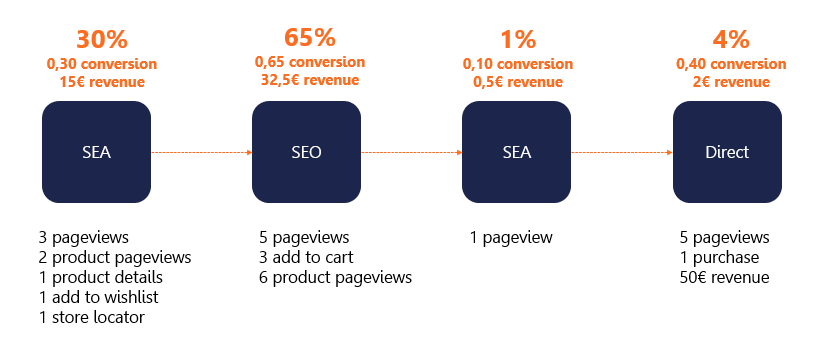 30%
0,30 conversion
15€ revenue
65%
0,65 conversion
32,5€ revenue
1%
0,10 conversion
0,5€ revenue
4%
0,40 conversion
2€ revenue
SEA
SEO
SEA
Direct
3 pageviews
2 product pageviews
1 product details
1 add to wishlist
1 store locator
5 pageviews
3 add to cart
6 product pageviews
1 pageview
5 pageviews
1 purchase
50€ revenue